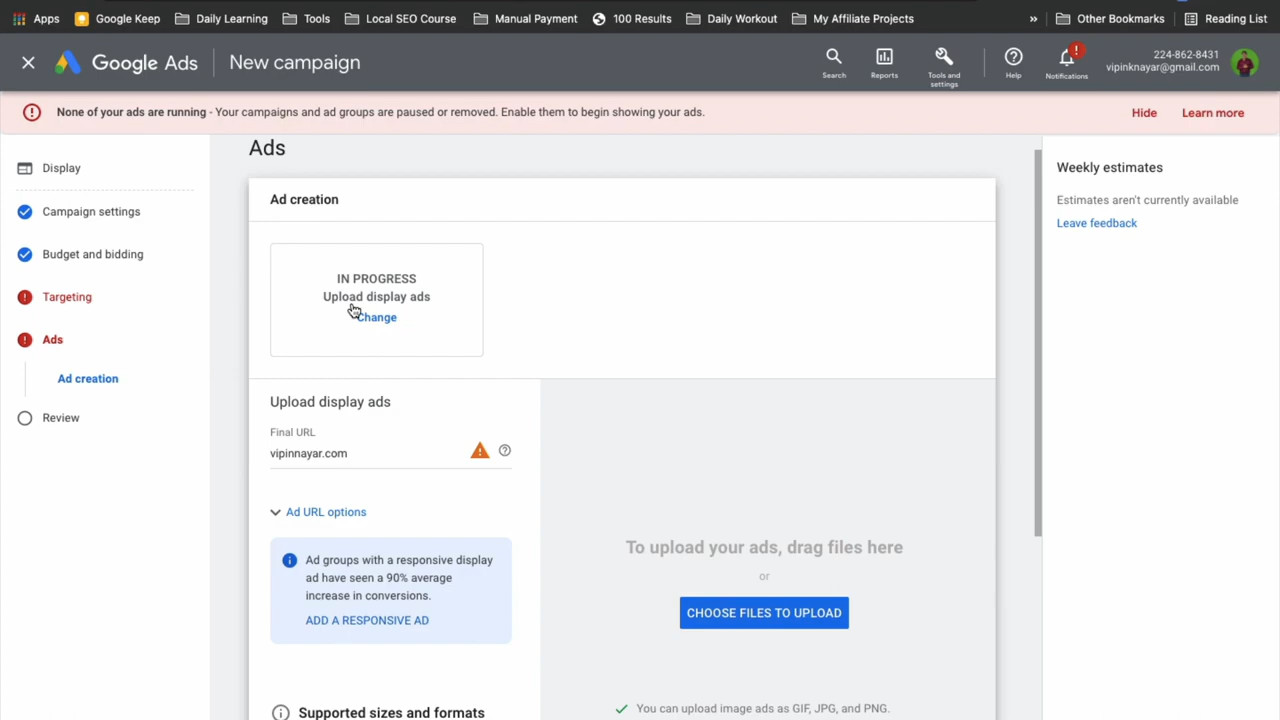 Apps Google Keep Daily Learning Tools Local SEO Course Manual Payment 100 Results Daily Workout My Affiliate Projects » Other Bookmarks Reading List
Google Ads New campaign
Search
Reports
Tools and
settings
Help
!
Notifications
224-862-8431
vipinknayar@gmail.com
None of your ads are running - Your campaigns and ad groups are paused or removed. Enable them to begin showing your ads.
Hide Learn more
Display
Campaign settings
Budget and bidding
Targeting
Ads
Ad creation
Review
Ads
Ad creation
IN PROGRESS
Upload display ads
Change
Upload display ads
Final URL
vipinnayar.com
Ad URL options
Ad groups with a responsive display
ad have seen a 90% average
increase in conversions.
ADD A RESPONSIVE AD
Supported sizes and formats
To upload your ads, drag files here
or
CHOOSE FILES TO UPLOAD
You can upload image ads as GIF, JPG, and PNG.
Weekly estimates
Estimates aren't currently available
Leave feedback